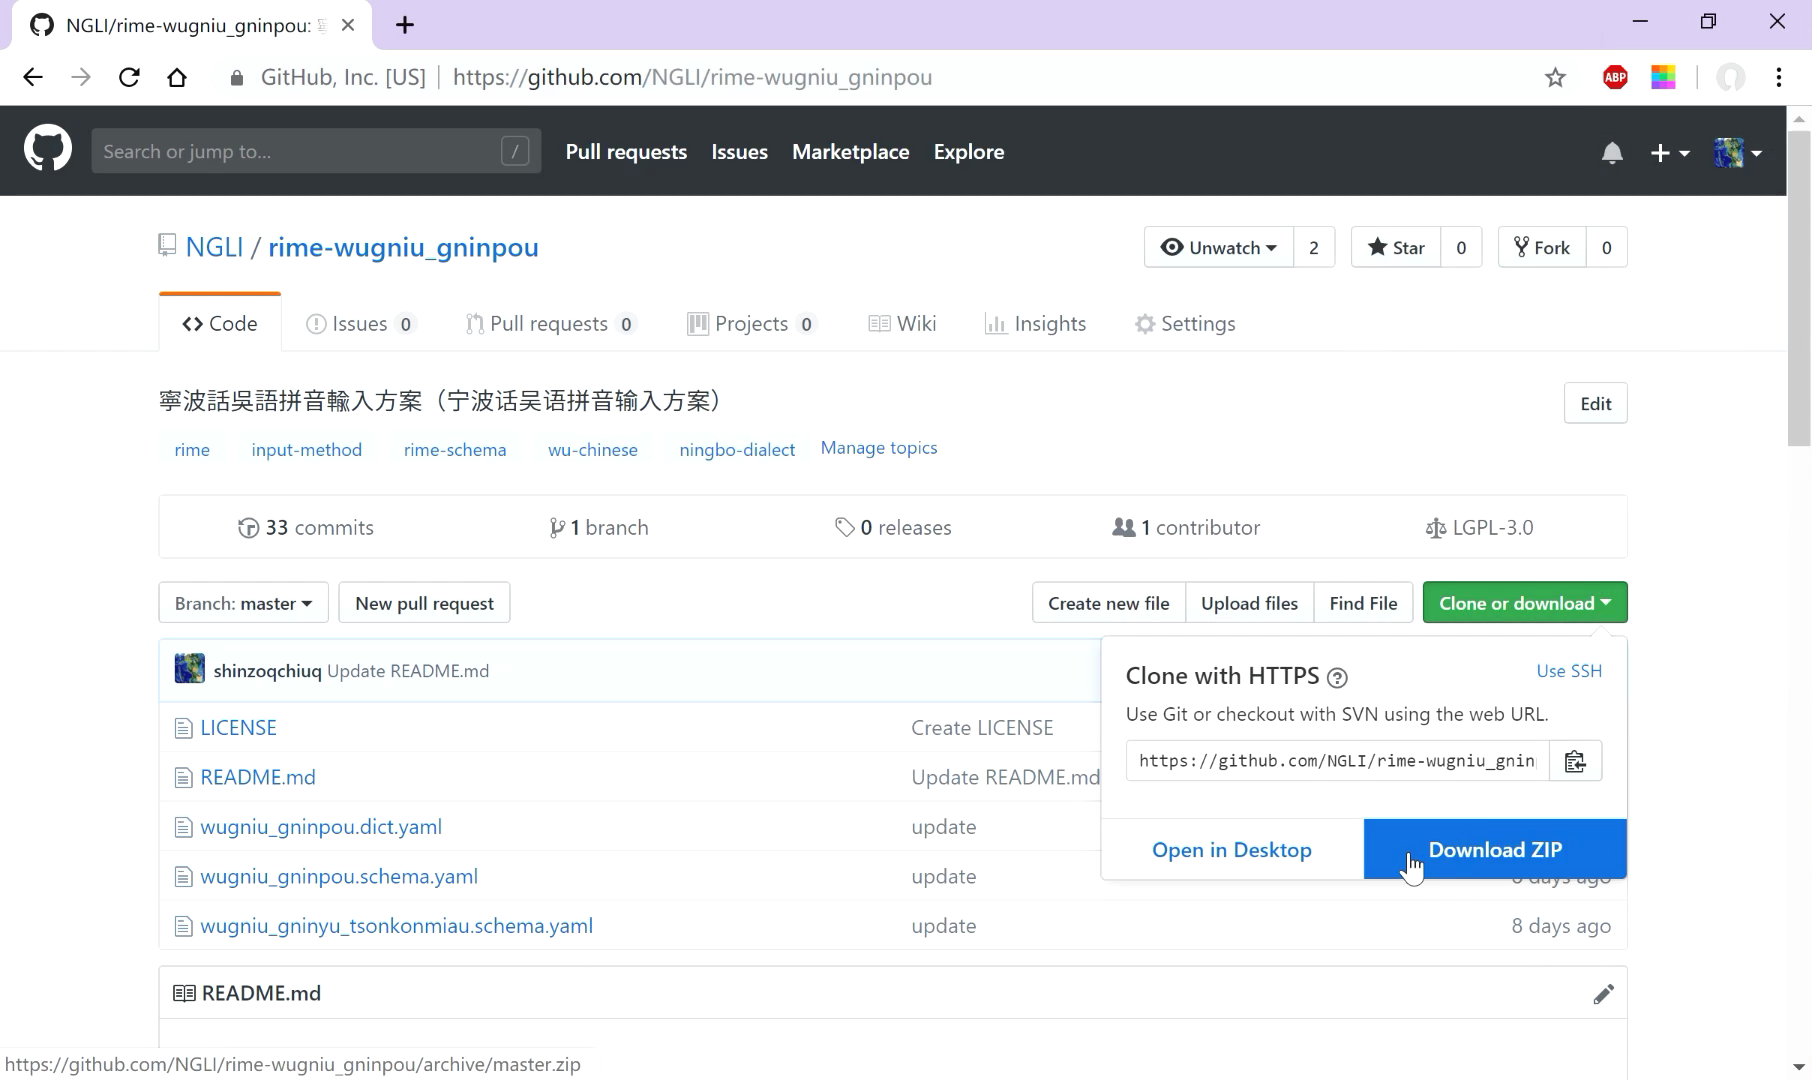 NGLI/rime-wugniu_gninpou:
GitHub, Inc. [US] https://github.com/NGLI/rime-wugniu_gninpou
ABP
Search or jump to... / Pull requests Issues Marketplace Explore
NGLI / rime-wugniu_gninpou
Unwatch 2 Star 0 Fork 0
Code Issues 0 Pull requests 0 Projects 0 Wiki Insights Settings
寧波話吳語拼音輸入方案（宁波话吴语拼音输入方案）
Edit
rime input-method rime-schema wu-chinese ningbo-dialect Manage topics
33 commits 1 branch 0 releases 1 contributor LGPL-3.0
Branch: master New pull request Create new file Upload files Find File Clone or download
shinzoqchiuq Update README.md
Clone with HTTPS Use SSH
Use Git or checkout with SVN using the web URL.
https://github.com/NGLI/rime-wugniu_gnin
Open in Desktop Download ZIP
LICENSE Create LICENSE
README.md Update README.md
wugniu_gninpou.dict.yaml update
wugniu_gninpou.schema.yaml update days ago
wugniu_gninyu_tsonkonmiau.schema.yaml update 8 days ago
README.md
https://github.com/NGLI/rime-wugniu_gninpou/archive/master.zip